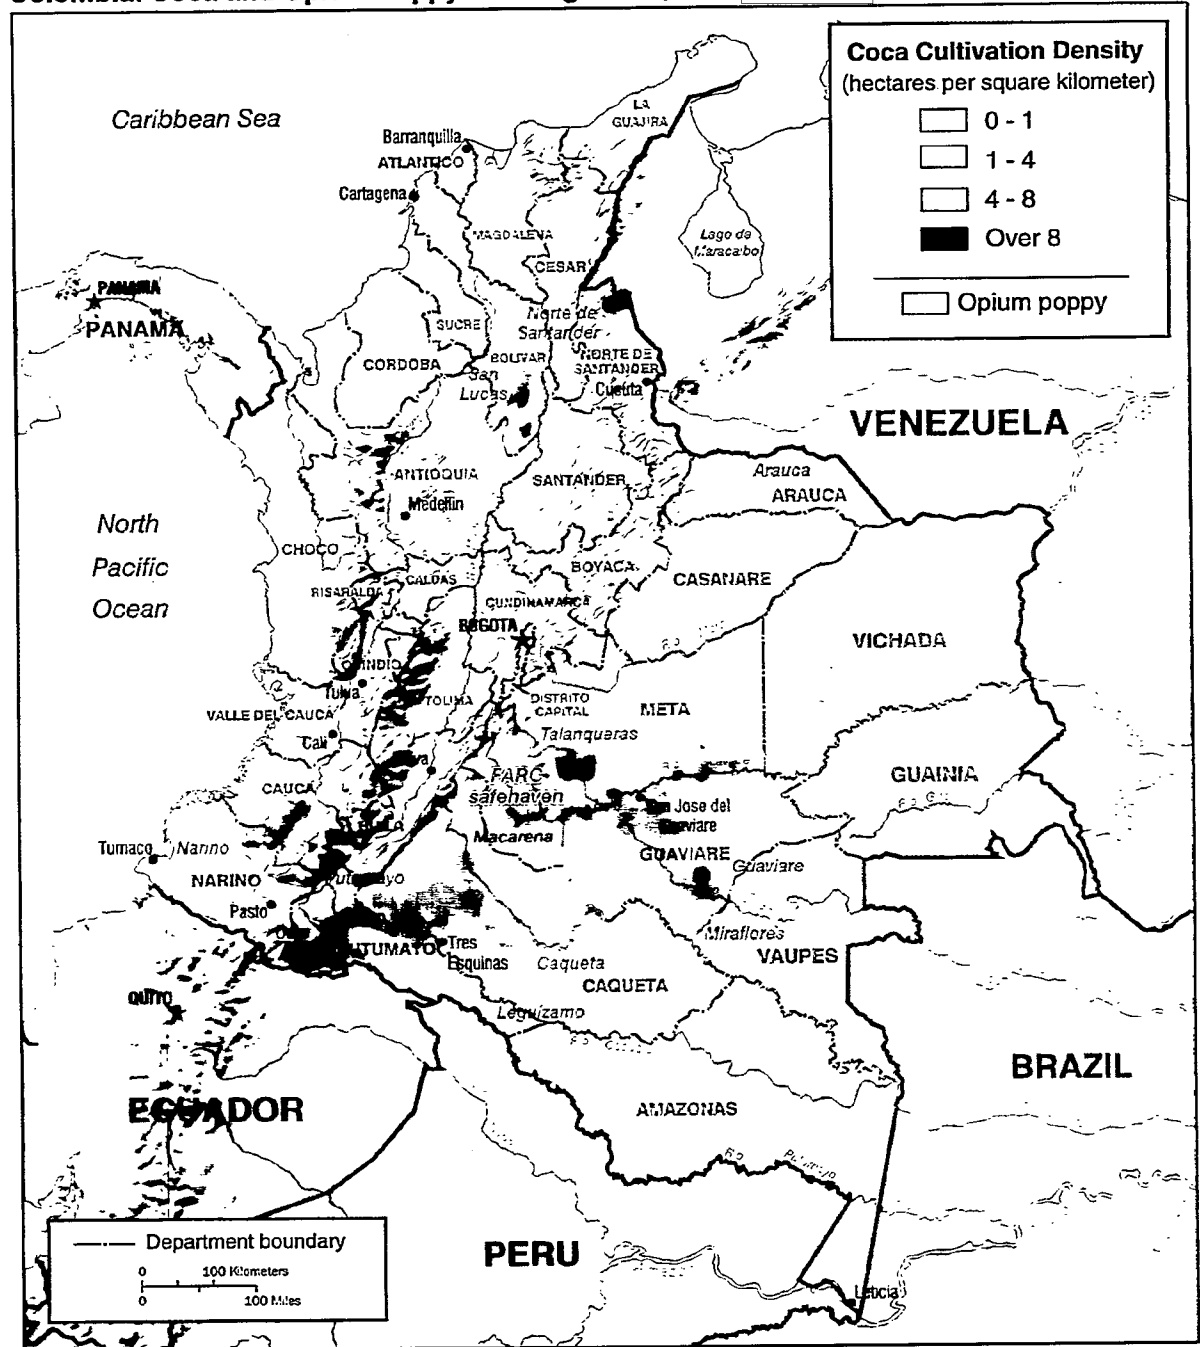 Coca Cultivation Density
(hectares per square kilometer)
0 - 1
1 - 4
4 - 8
Over 8
Opium poppy
Caribbean Sea
LA
GUAJIRA
Barranquilla
ATLANTICO
Cartagena
MAGDALENA
Lago de
Maracaibo
CESAR
PANAMA
PANAMA
Norte de
Santander
SUCRE
CORDOBA
BOLIVAR
NORTE DE
SANTANDER
San
Lucas
Cucuta
VENEZUELA
ANTIOQUIA
SANTANDER
Arauca
ARAUCA
Medellin
North
Pacific
Ocean
CHOCO
BOYACA
CASANARE
CALDAS
RISARALDA
CUNDINAMARCA
BOGOTA
VICHADA
QUINDIO
Tulua
TOLIMA
DISTRITO
CAPITAL
META
VALLE DEL CAUCA
Cali
Talanqueras
FARC
safehaven
GUAINIA
CAUCA
Jose del
Macarena
Tumaco
Narino
GUAVIARE
Guaviare
NARINO
Putumayo
Pasto
Miraflores
PUTUMAYO
Tres
Esquinas
Caqueta
VAUPES
CAQUETA
QUITO
Leguizamo
BRAZIL
ECUADOR
AMAZONAS
Rio
Putumayo
Department boundary
0
100 Kilometers
0
100 Miles
PERU
Leticia